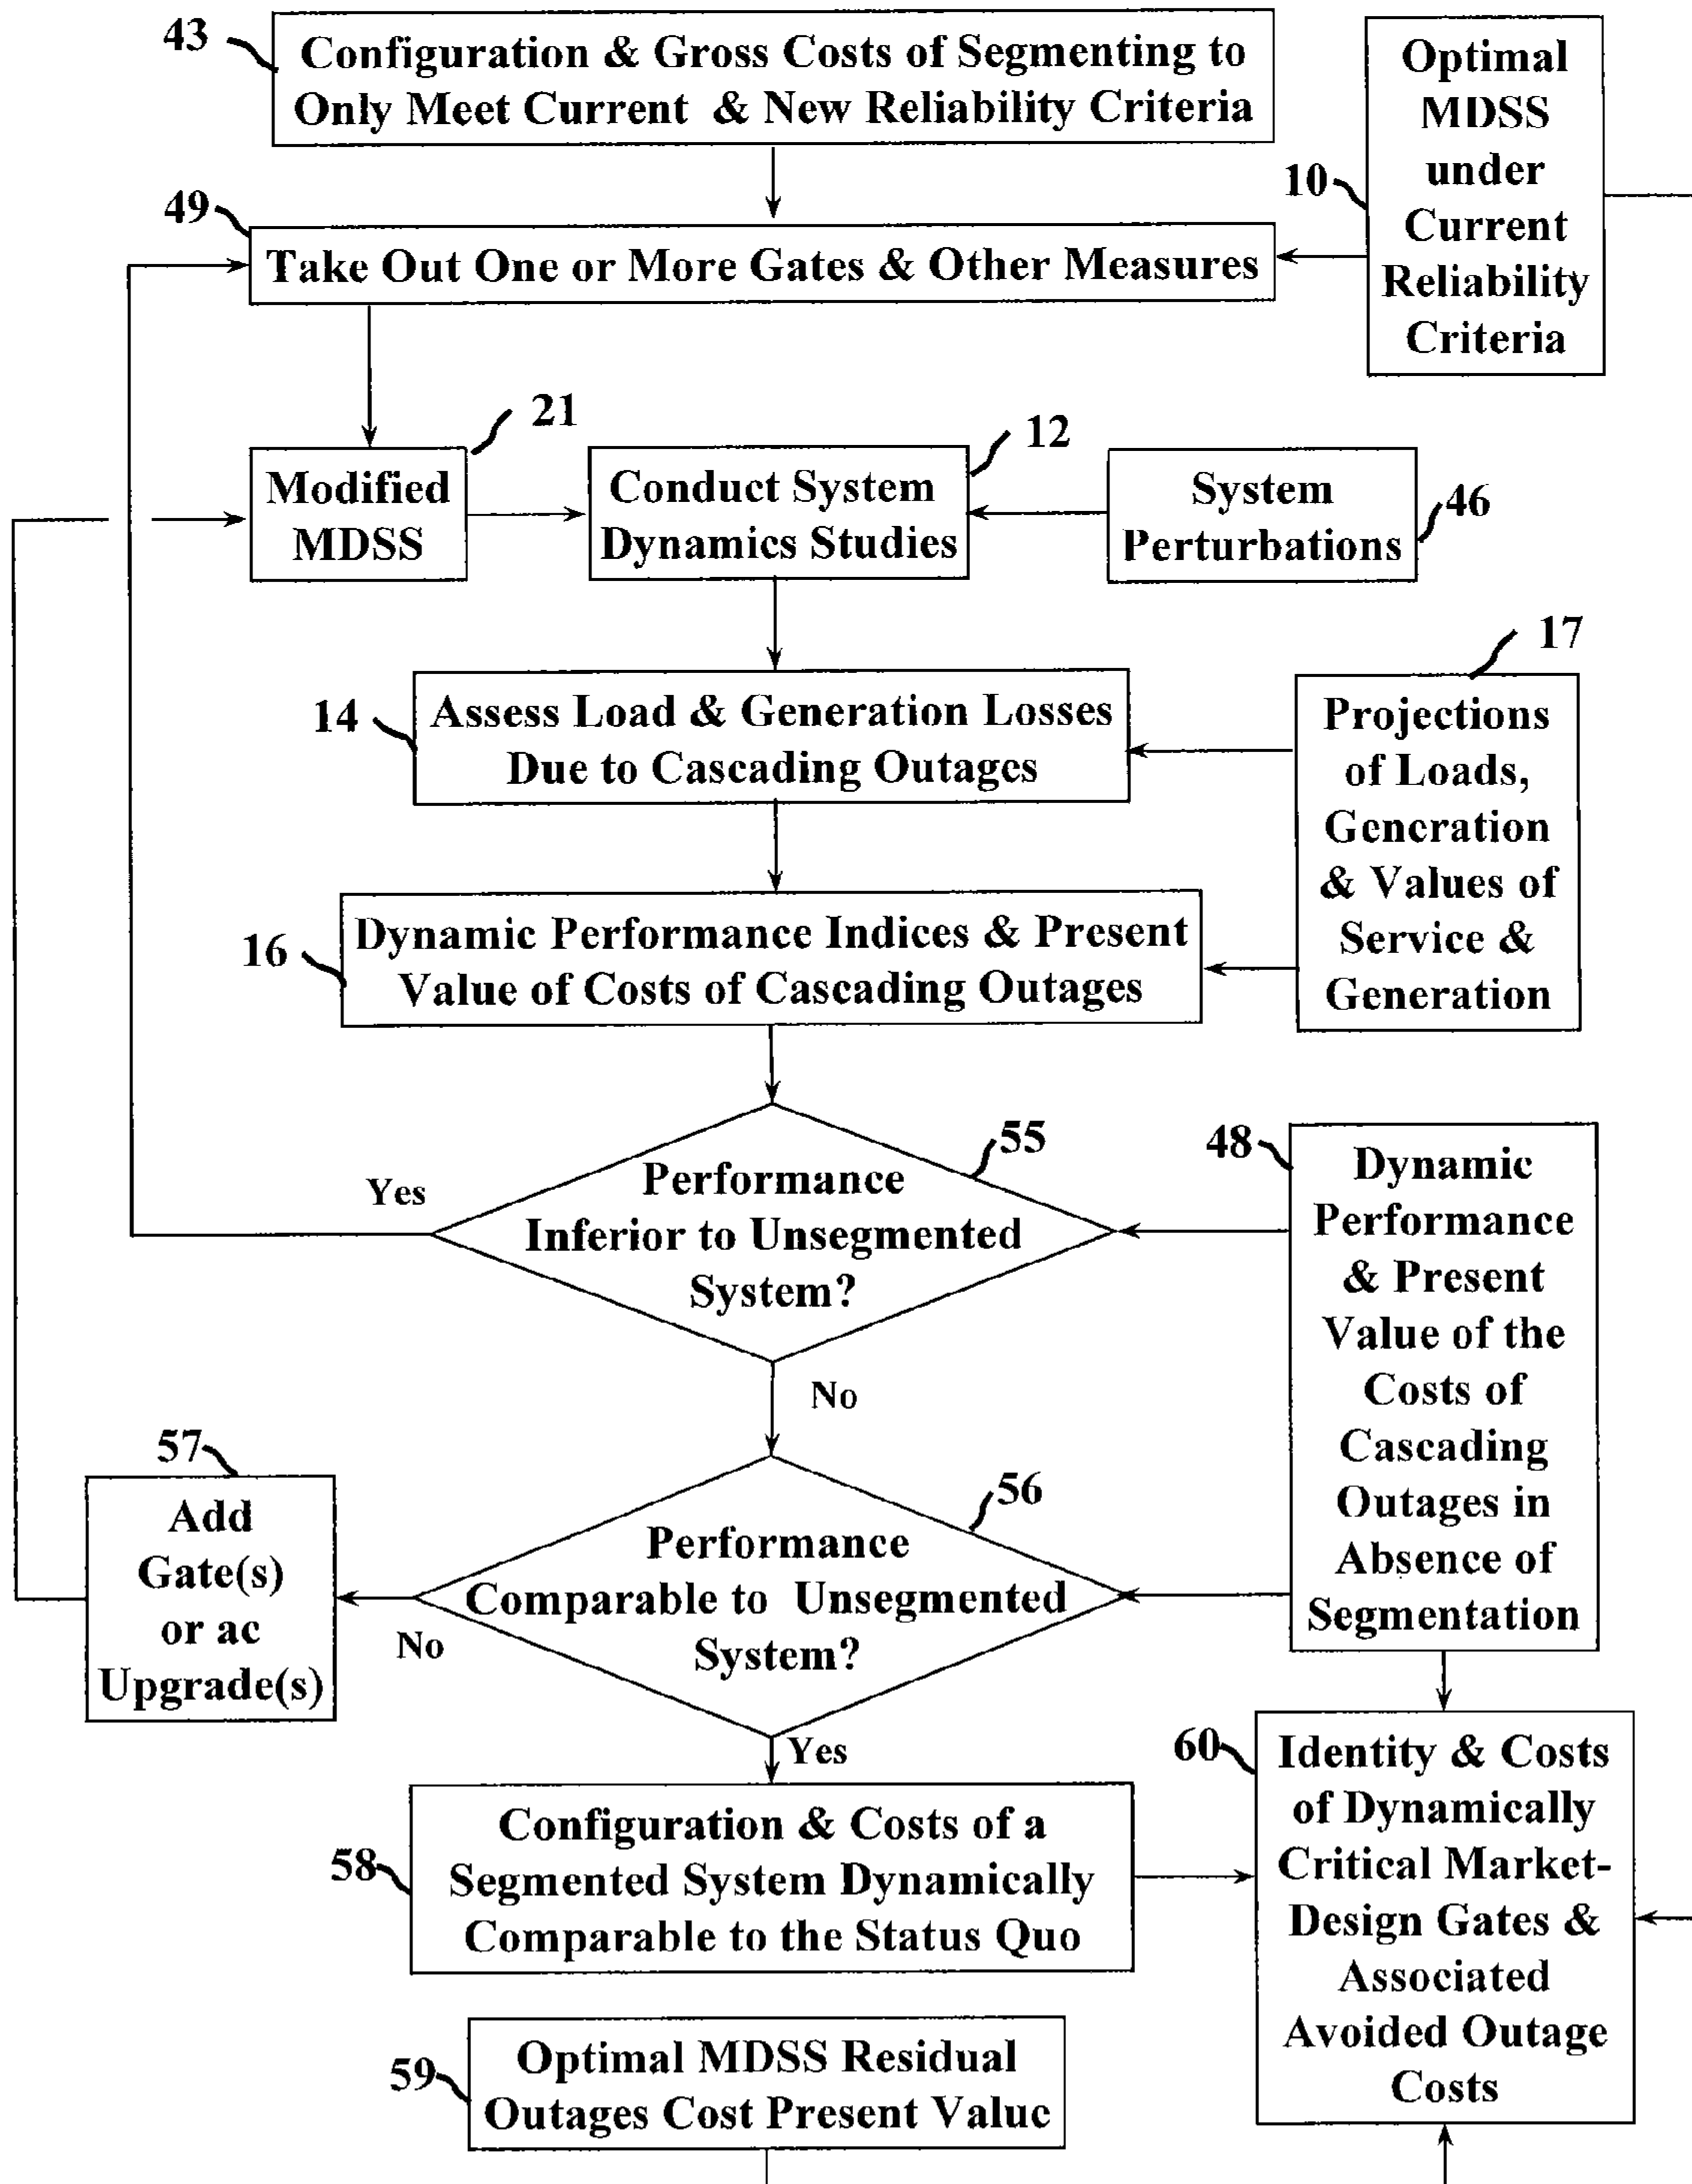 43
Configuration & Gross Costs of Segmenting to
Only Meet Current & New Reliability Criteria
Optimal
MDSS
under
Current
Reliability
Criteria
10
49
Take Out One or More Gates & Other Measures
21
Modified
MDSS
12
Conduct System
Dynamics Studies
System
Perturbations
46
17
14
Assess Load & Generation Losses
Due to Cascading Outages
Projections
of Loads,
Generation
& Values of
Service &
Generation
16
Dynamic Performance Indices & Present
Value of Costs of Cascading Outages
55
Performance
Inferior to Unsegmented
System?
Yes
No
48
Dynamic
Performance
& Present
Value of the
Costs of
Cascading
Outages in
Absence of
Segmentation
57
Add
Gate(s)
or ac
Upgrade(s)
56
Performance
Comparable to Unsegmented
System?
No
Yes
60
Identity & Costs
of Dynamically
Critical Market-
Design Gates &
Associated
Avoided Outage
Costs
58
Configuration & Costs of a
Segmented System Dynamically
Comparable to the Status Quo
59
Optimal MDSS Residual
Outages Cost Present Value